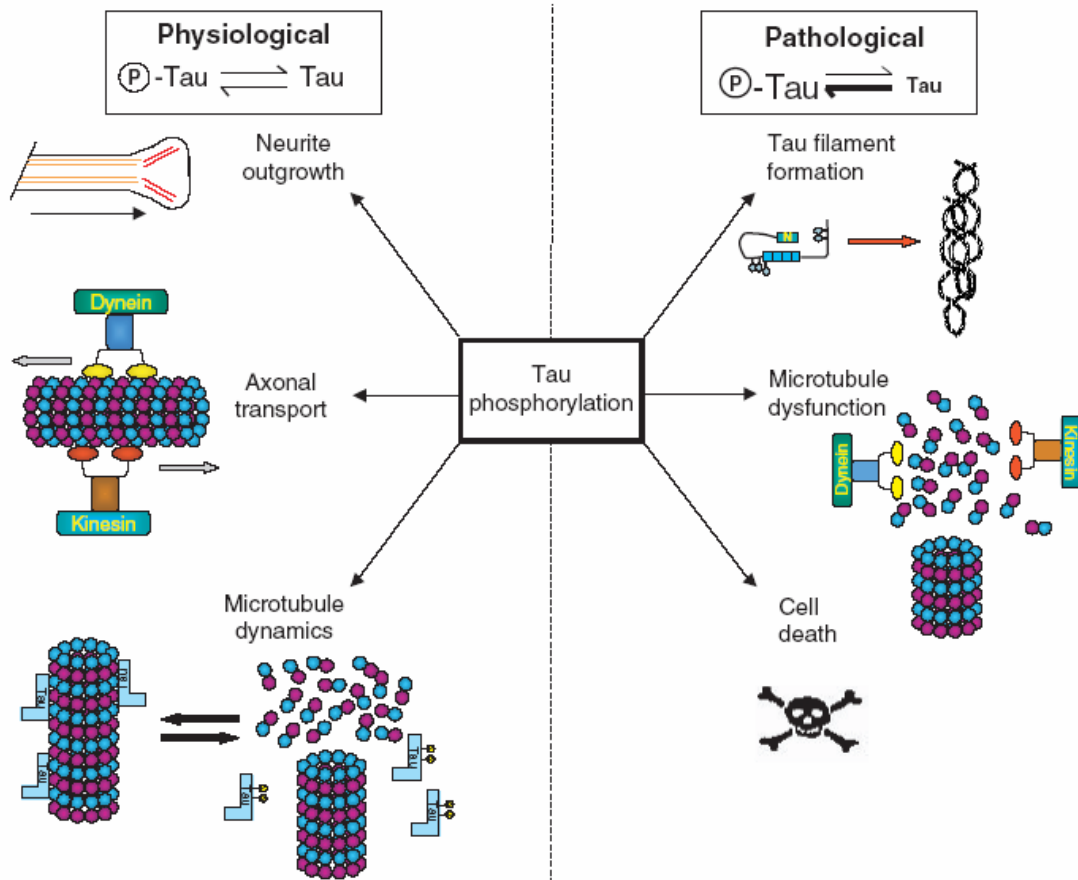 Physiological
P -Tau Tau
Pathological
P -Tau Tau
Neurite
outgrowth
Tau filament
formation
N
Dynein
Axonal
transport
Kinesin
Tau
phosphorylation
Microtubule
dysfunction
Dynein
Kinesin
Microtubule
dynamics
Tau
Tau
Tau
Tau
Tau
Tau
Cell
death